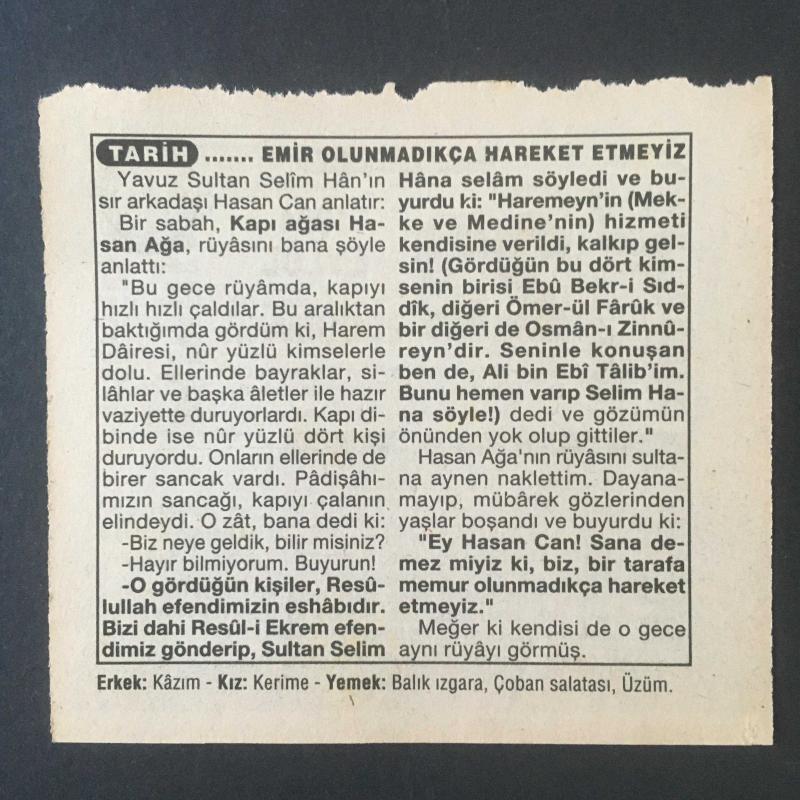 TARİH ....... EMİR OLUNMADIKÇA HAREKET ETMEYİZ
Yavuz Sultan Selîm Hân'ın
sır arkadaşı Hasan Can anlatır:
Bir sabah, Kapı ağası Ha-
san Ağa, rüyâsını bana şöyle
anlattı:
"Bu gece rüyâmda, kapıyı
hızlı hızlı çaldılar. Bu aralıktan
baktığımda gördüm ki, Harem
Dâiresi, nûr yüzlü kimselerle
dolu. Ellerinde bayraklar, si-
lâhlar ve başka âletler ile hazır
vaziyette duruyorlardı. Kapı di-
binde ise nûr yüzlü dört kişi
duruyordu. Onların ellerinde de
birer sancak vardı. Pâdişâhı-
mızın sancağı, kapıyı çalanın
elindeydi. O zât, bana dedi ki:
-Biz neye geldik, bilir misiniz?
-Hayır bilmiyorum. Buyurun!
-O gördüğün kişiler, Resû-
lullah efendimizin eshâbıdır.
Bizi dahi Resûl-i Ekrem efen-
dimiz gönderip, Sultan Selim
Hâna selâm söyledi ve bu-
yurdu ki: "Haremeyn'in (Mek-
ke ve Medine'nin) hizmeti
kendisine verildi, kalkıp gel-
sin! (Gördüğün bu dört kim-
senin birisi Ebû Bekr-i Sıd-
dîk, diğeri Ömer-ül Fârûk ve
bir diğeri de Osmân-ı Zinnû-
reyn'dir. Seninle konuşan
ben de, Ali bin Ebî Tâlib'im.
Bunu hemen varıp Selim Ha-
na söyle!) dedi ve gözümün
önünden yok olup gittiler."
Hasan Ağa'nın rüyâsını sulta-
na aynen naklettim. Dayana-
mayıp, mübârek gözlerinden
yaşlar boşandı ve buyurdu ki:
"Ey Hasan Can! Sana de-
mez miyiz ki, biz, bir tarafa
memur olunmadıkça hareket
etmeyiz."
Meğer ki kendisi de o gece
aynı rüyâyı görmüş.
Erkek: Kâzım - Kız: Kerime - Yemek: Balık ızgara, Çoban salatası, Üzüm.